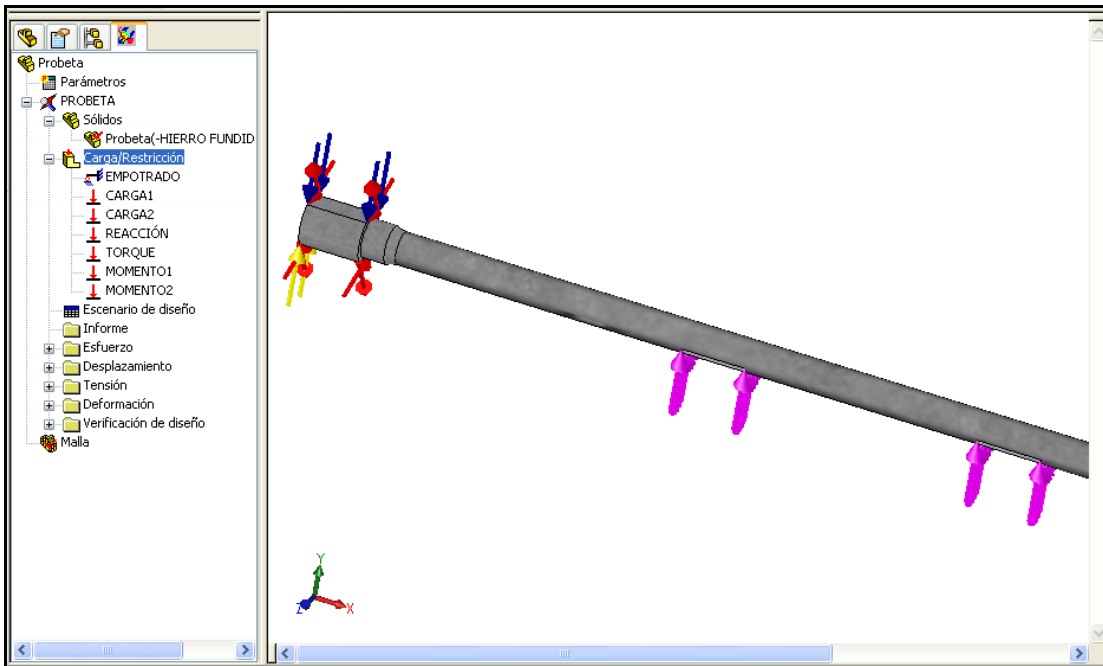 Probeta
Parámetros
PROBETA
Sólidos
Probeta(-HIERRO FUNDID
Carga/Restricción
EMPOTRADO
CARGA1
CARGA2
REACCIÓN
TORQUE
MOMENTO1
MOMENTO2
Escenario de diseño
Informe
Esfuerzo
Desplazamiento
Tensión
Deformación
Verificación de diseño
Malla
Y
Z
X